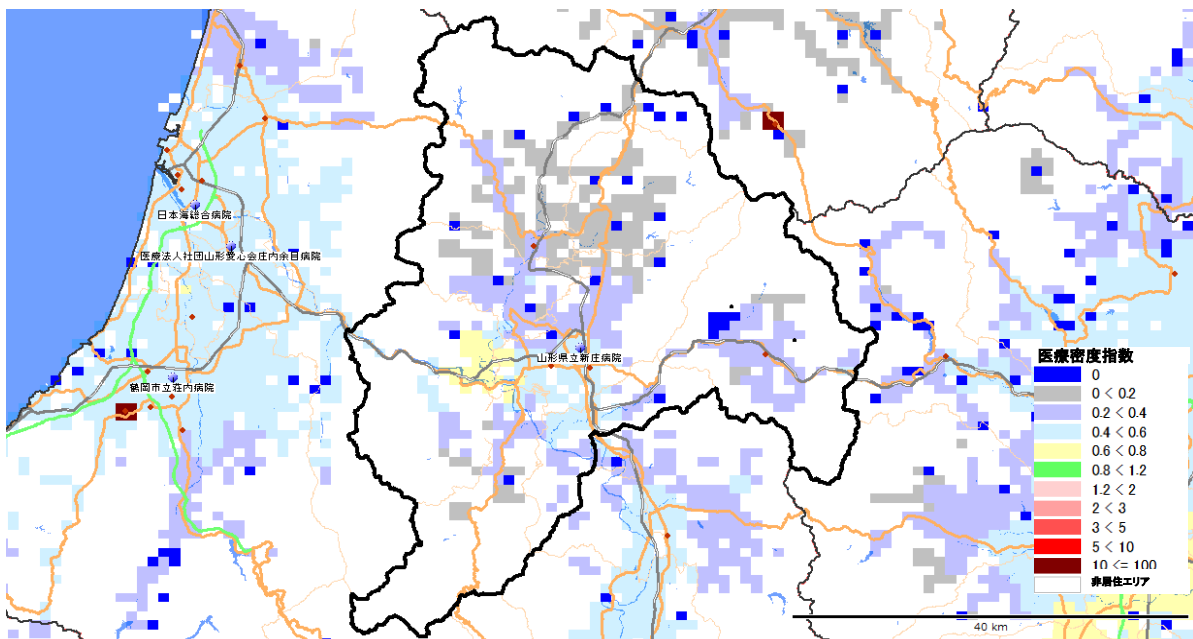 日本海総合病院
医療法人社団山形愛心会庄内余目病院
山形県立新庄病院
鶴岡市立荘内病院
医療密度指数
0
0 < 0.2
0.2 < 0.4
0.4 < 0.6
0.6 < 0.8
0.8 < 1.2
1.2 < 2
2 < 3
3 < 5
5 < 10
10 <= 100
非居住エリア
40 km